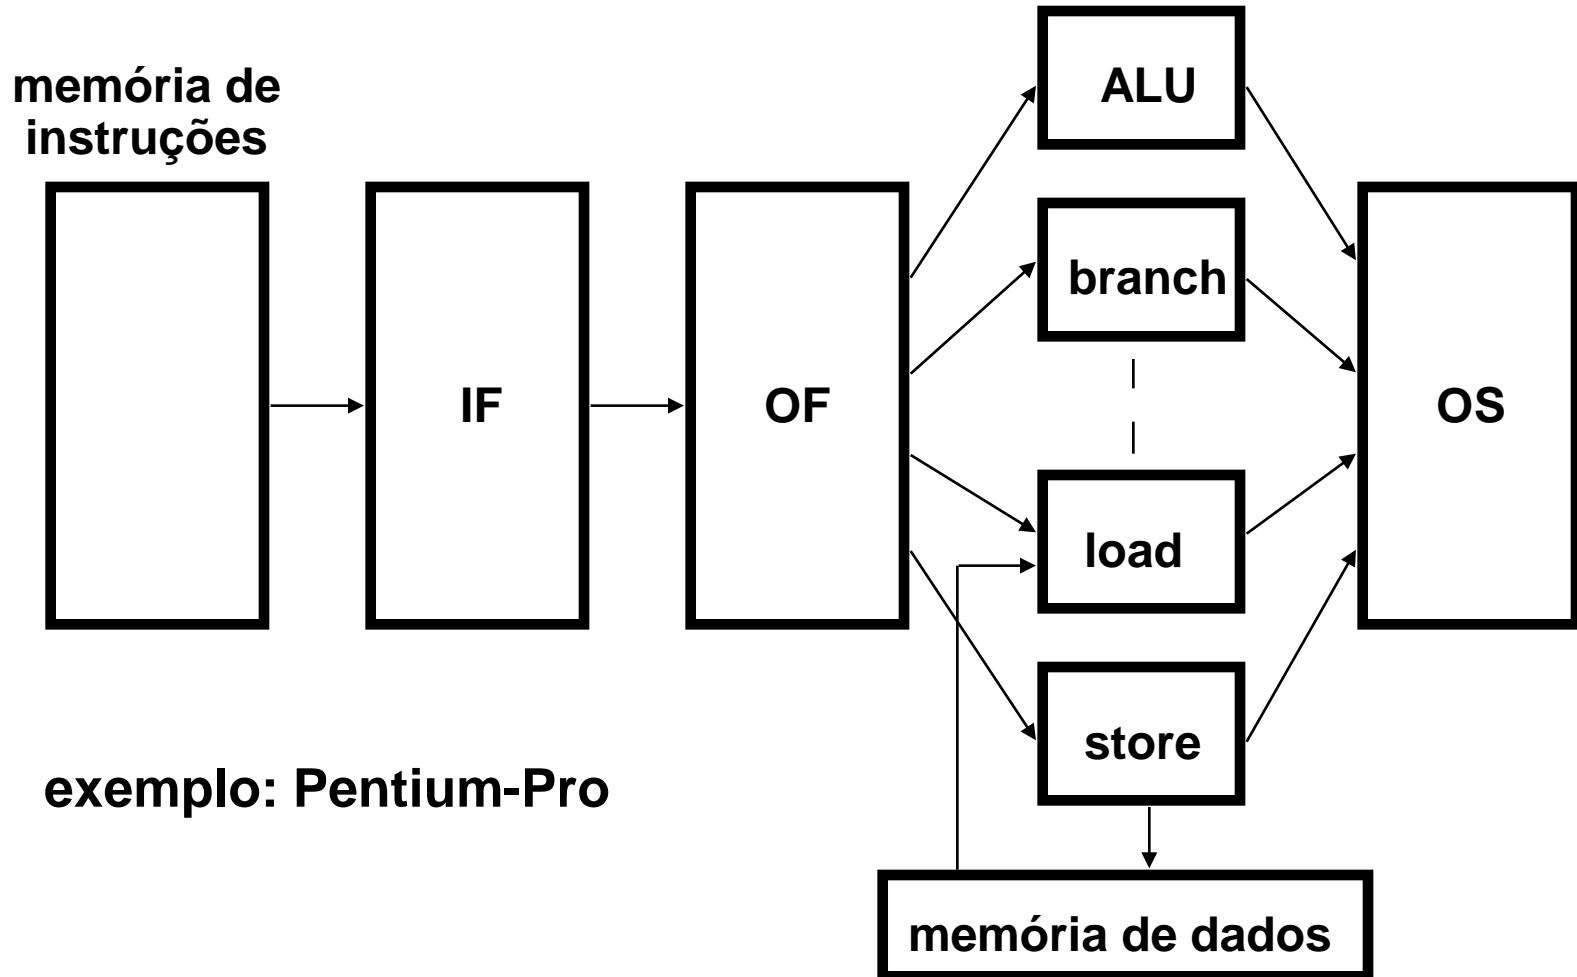 memória de
instruções
IF
OF
ALU
branch
load
store
OS
exemplo: Pentium-Pro
memória de dados